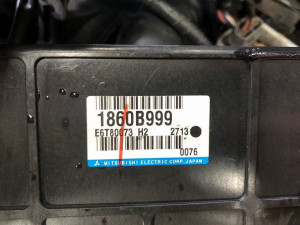 1860B999
E6T80073 H2 2713
0076
MITSUBISHI ELECTRIC CORP. JAPAN